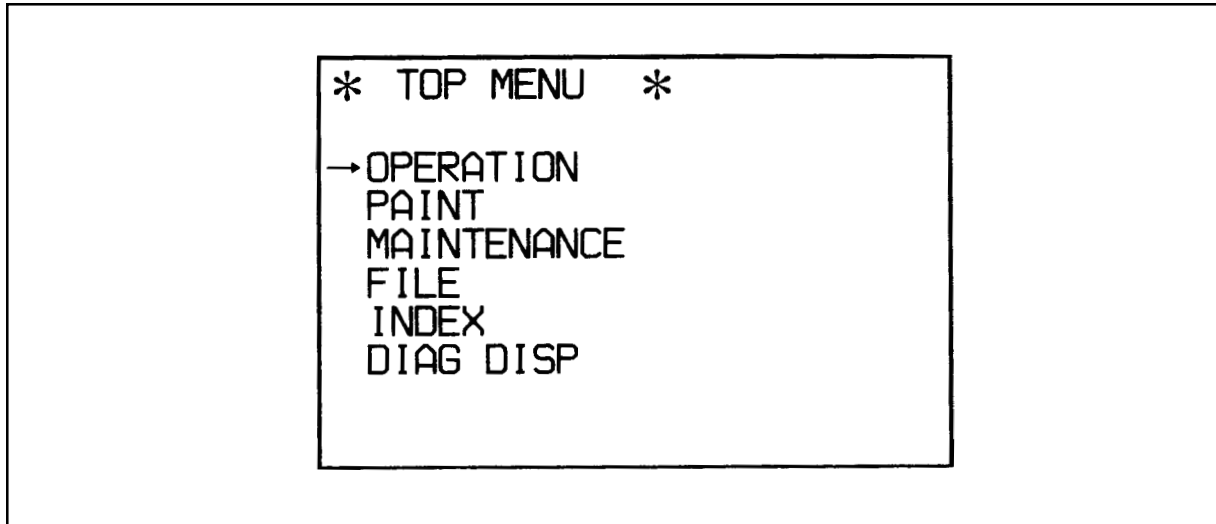 * TOP MENU *
→OPERATION
PAINT
MAINTENANCE
FILE
INDEX
DIAG DISP